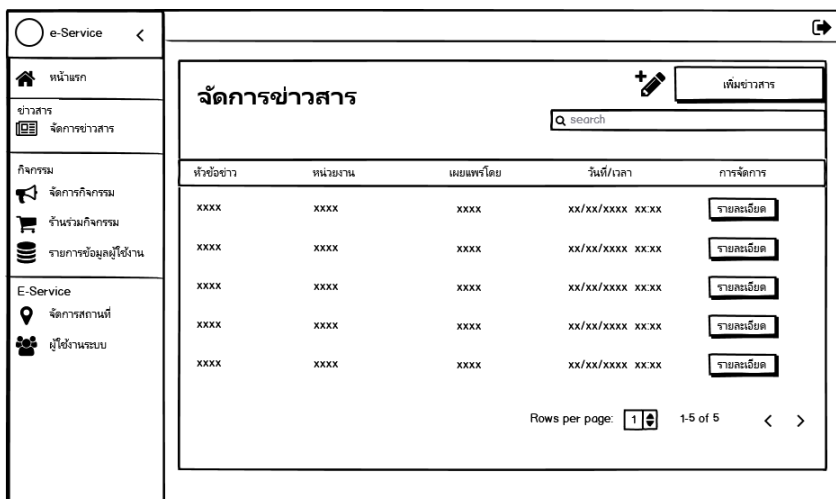 e-Service
หน้าแรก
ข่าวสาร
จัดการข่าวสาร
กิจกรรม
จัดการกิจกรรม
ร้านร่วมกิจกรรม
รายการข้อมูลผู้ใช้งาน
E-Service
จัดการสถานที่
ผู้ใช้งานระบบ
จัดการข่าวสาร
เพิ่มข่าวสาร
search
หัวข้อข่าว หน่วยงาน เผยแพร่โดย วันที่/เวลา การจัดการ
xxxx xxxx xxxx xx/xx/xxxx xx:xx รายละเอียด
xxxx xxxx xxxx xx/xx/xxxx xx:xx รายละเอียด
xxxx xxxx xxxx xx/xx/xxxx xx:xx รายละเอียด
xxxx xxxx xxxx xx/xx/xxxx xx:xx รายละเอียด
xxxx xxxx xxxx xx/xx/xxxx xx:xx รายละเอียด
Rows per page: 1 1-5 of 5